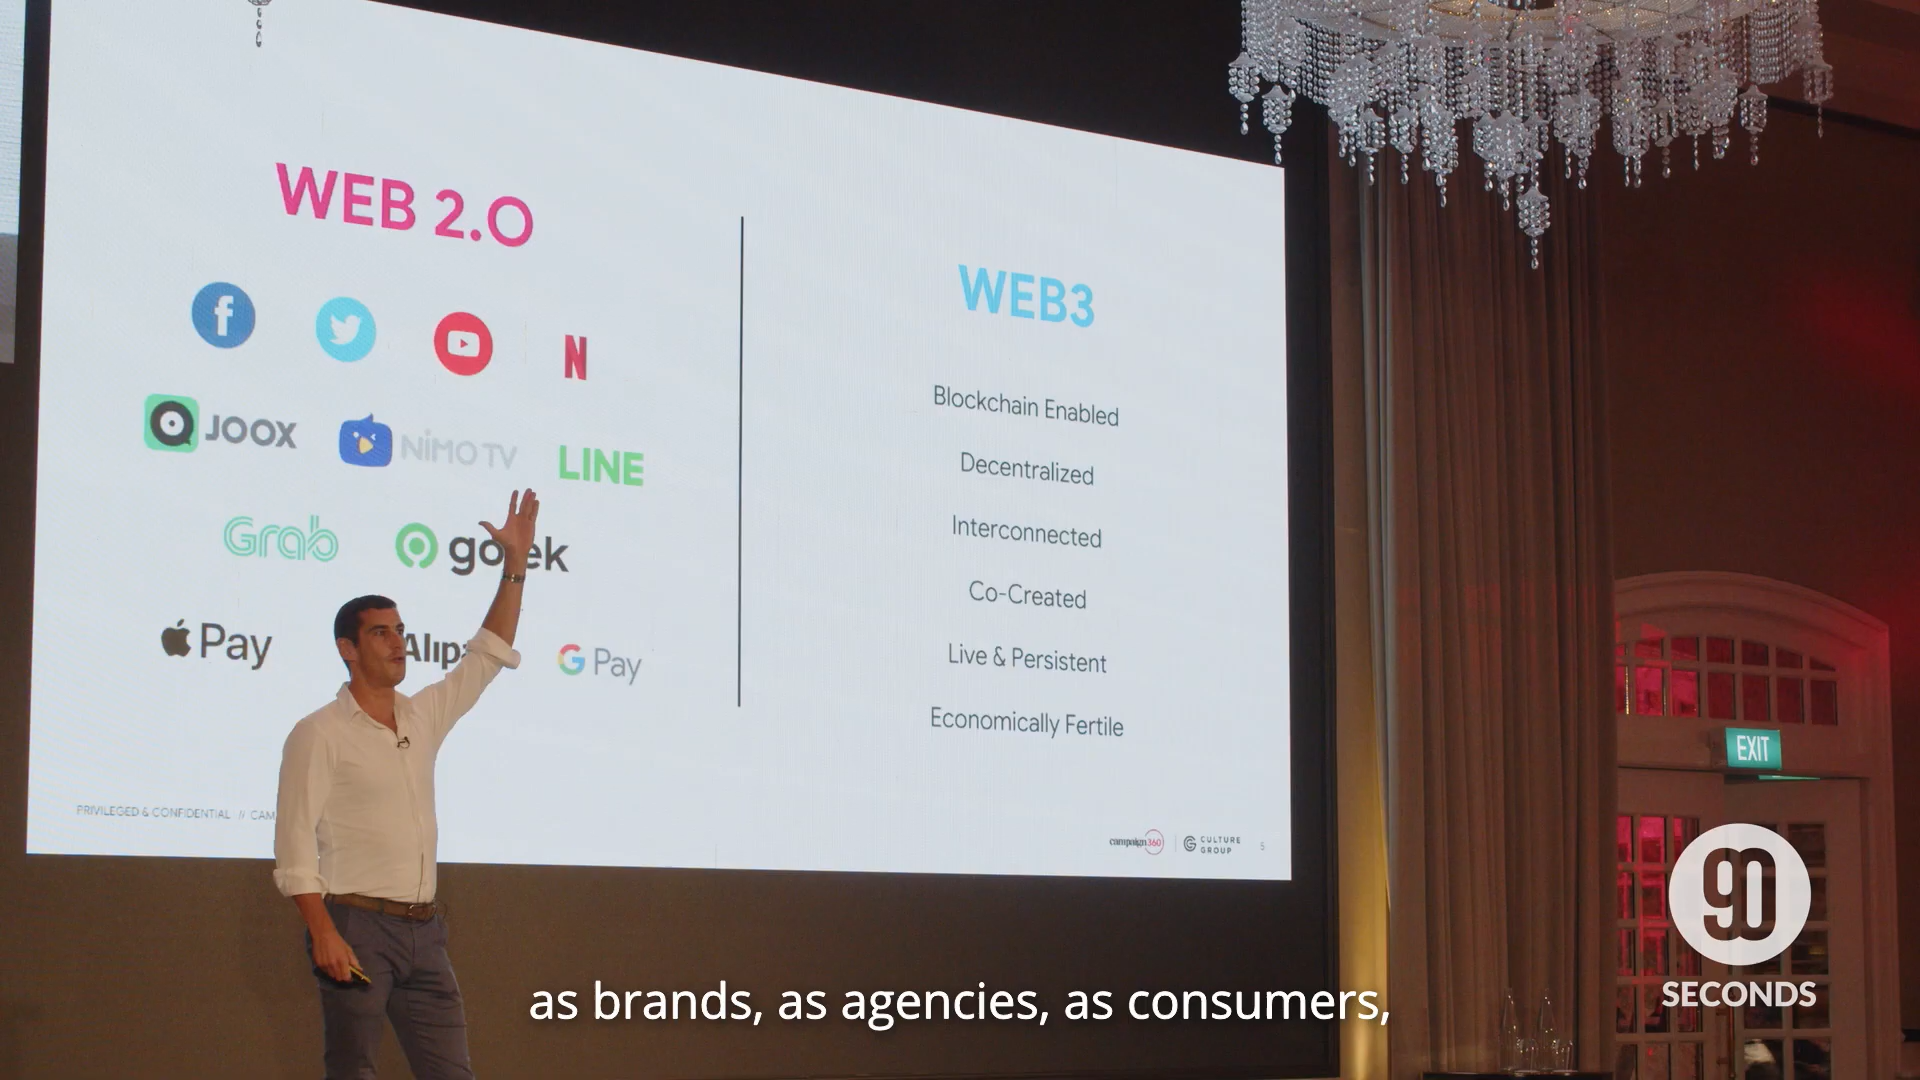 WEB 2.0
f
N
JOOX
NiMO TV
LINE
Grab
Pay
G Pay
PRIVILEGED & CONFIDENTIAL //
WEB3
Blockchain Enabled
Decentralized
Interconnected
Co-Created
Live & Persistent
Economically Fertile
campaign360
CULTURE
GROUP
5
EXIT
90
SECONDS
as brands, as agencies, as consumers,